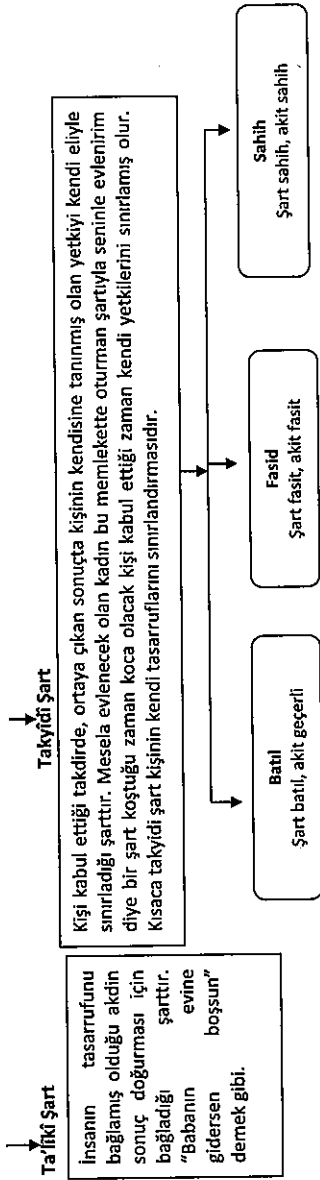 Ta'lîkî Şart
İnsanın tasarrufunu
bağlamış olduğu akdin
sonuç doğurması için
bağladığı şarttır.
"Babanın evine
gidersen boşsun"
demek gibi.
Takyîdî Şart
Kişi kabul ettiği takdirde, ortaya çıkan sonuçta kişinin kendisine tanınmış olan yetkiyi kendi eliyle
sınırladığı şarttır. Mesela evlenecek olan kadın bu memlekette oturman şartıyla seninle evlenirim
diye bir şart koştuğu zaman koca olacak kişi kabul ettiği zaman kendi yetkilerini sınırlamış olur.
Kısaca takyidi şart kişinin kendi tasarruflarını sınırlandırmasıdır.
Batıl
Şart batıl, akit geçerli
Fasid
Şart fasit, akit fasit
Sahih
Şart sahih, akit sahih